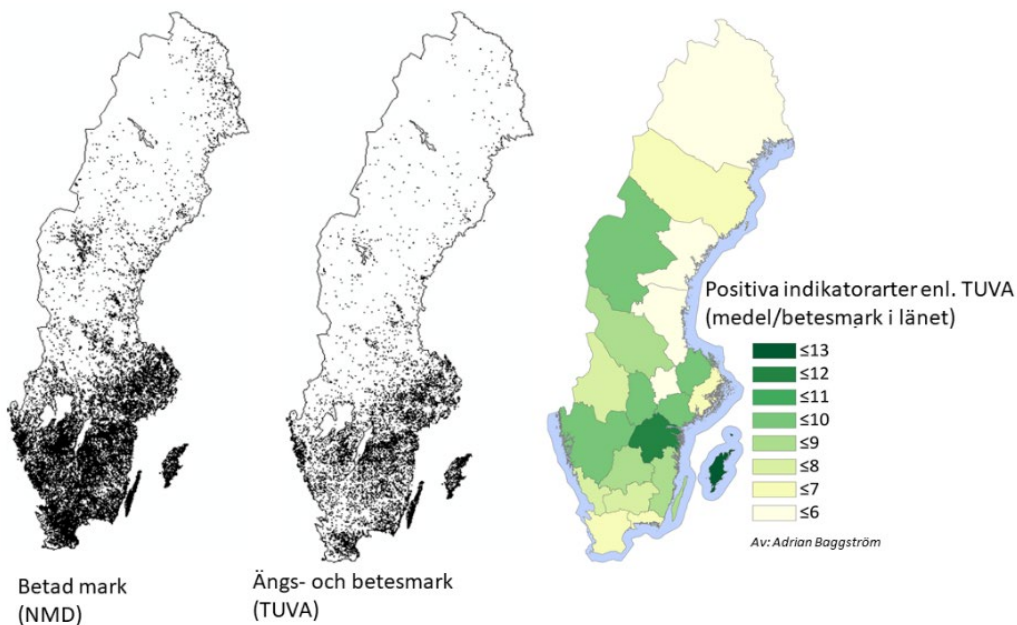 Betad mark
(NMD)
Ängs- och betesmark
(TUVA)
Positiva indikatorarter enl. TUVA
(medel/betesmark i länet)
≤13
≤12
≤11
≤10
≤9
≤8
≤7
≤6
Av: Adrian Baggström